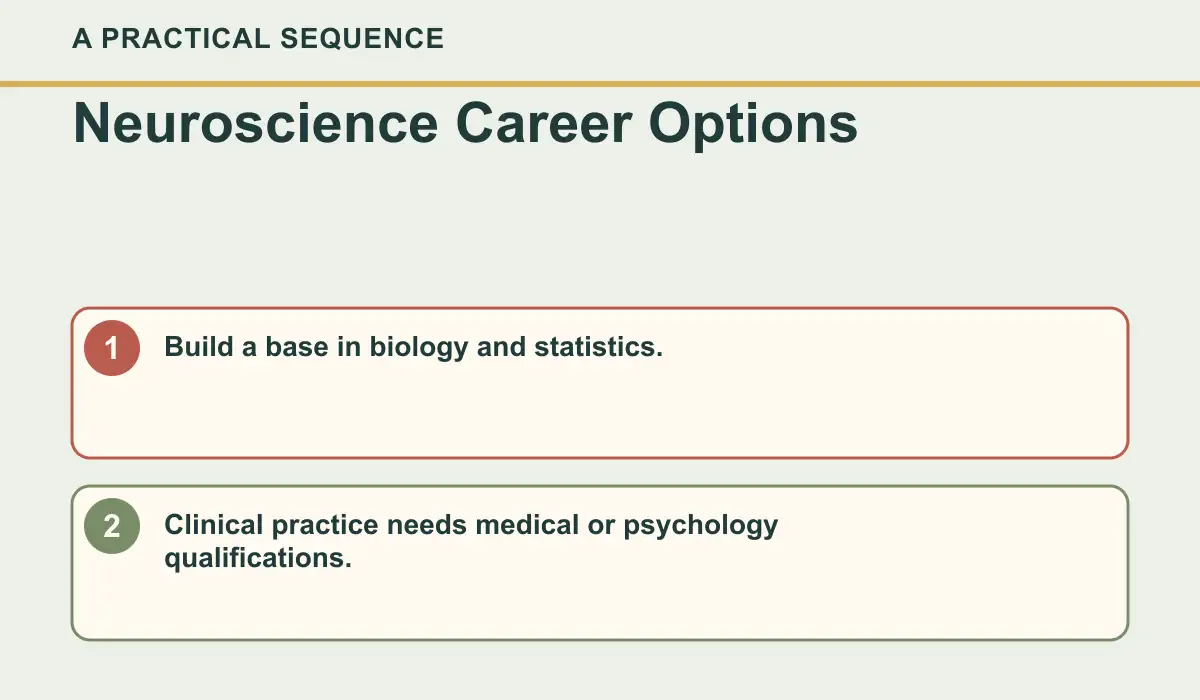 A PRACTICAL SEQUENCE
Neuroscience Career Options
1
Build a base in biology and statistics.
2
Clinical practice needs medical or psychology
qualifications.